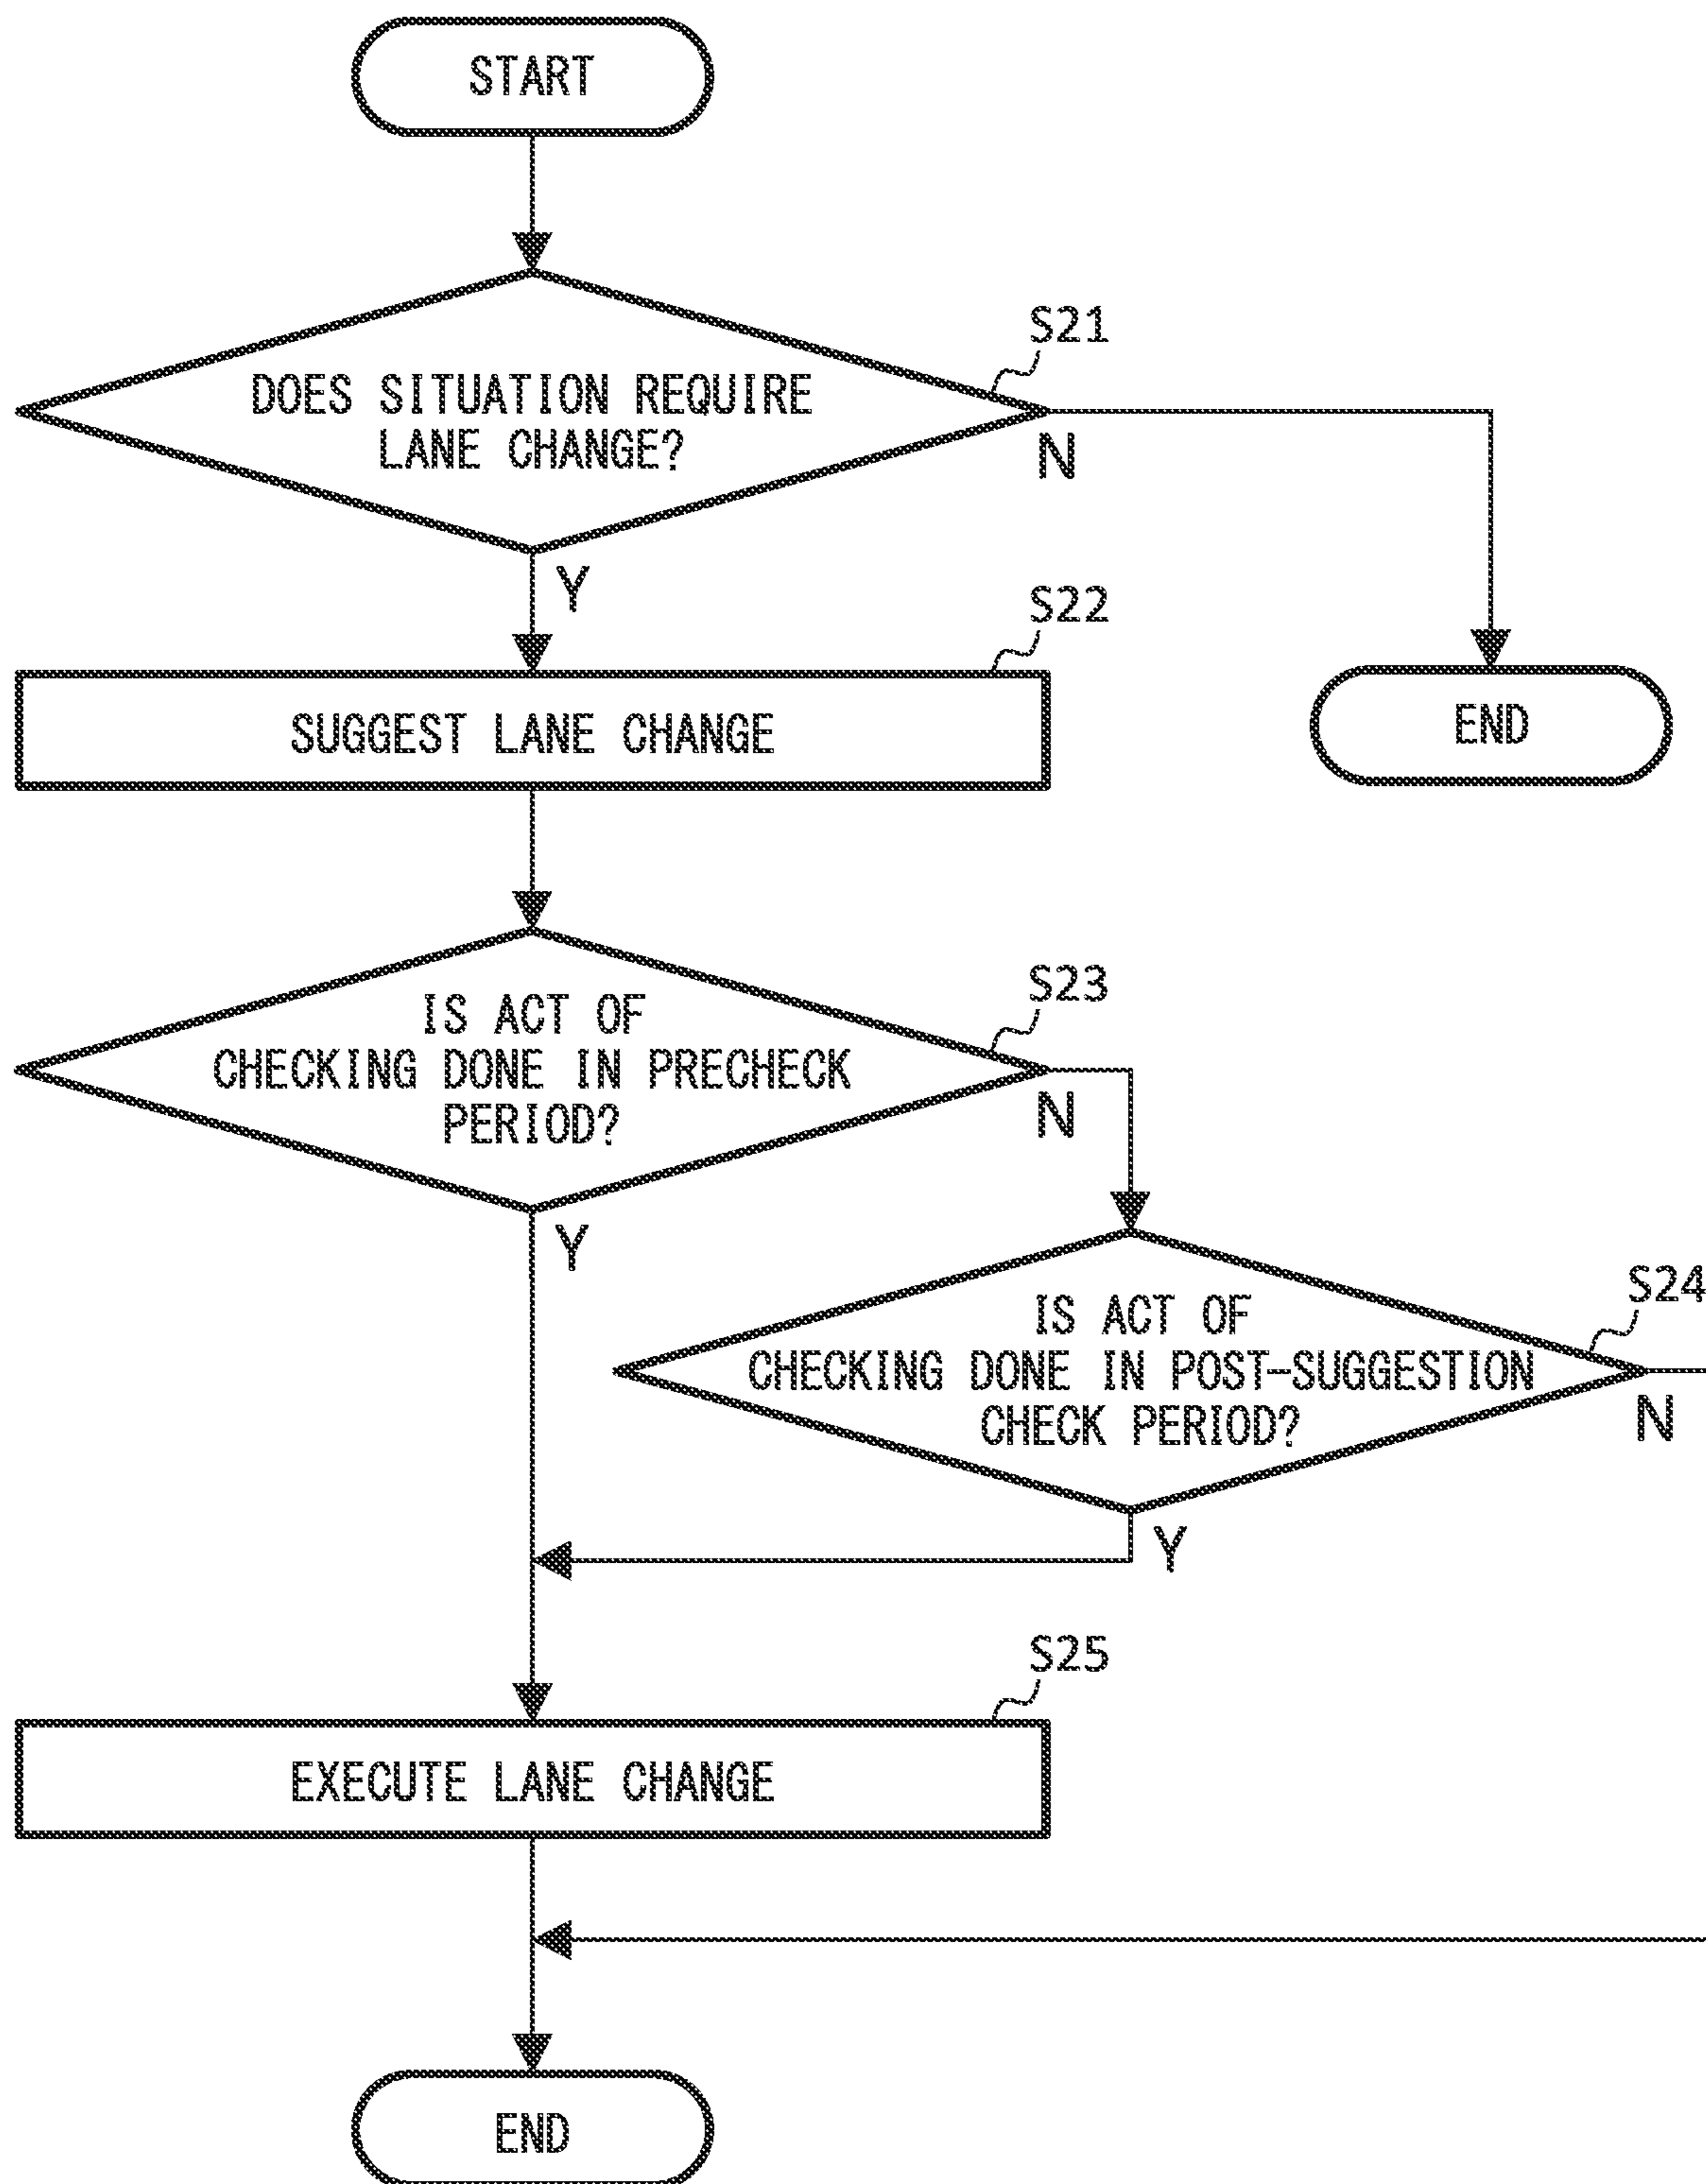 START
S21
DOES SITUATION REQUIRE
LANE CHANGE?
N
Y
S22
SUGGEST LANE CHANGE
END
S23
IS ACT OF
CHECKING DONE IN PRECHECK
PERIOD?
N
Y
S24
IS ACT OF
CHECKING DONE IN POST-SUGGESTION
CHECK PERIOD?
N
Y
S25
EXECUTE LANE CHANGE
END